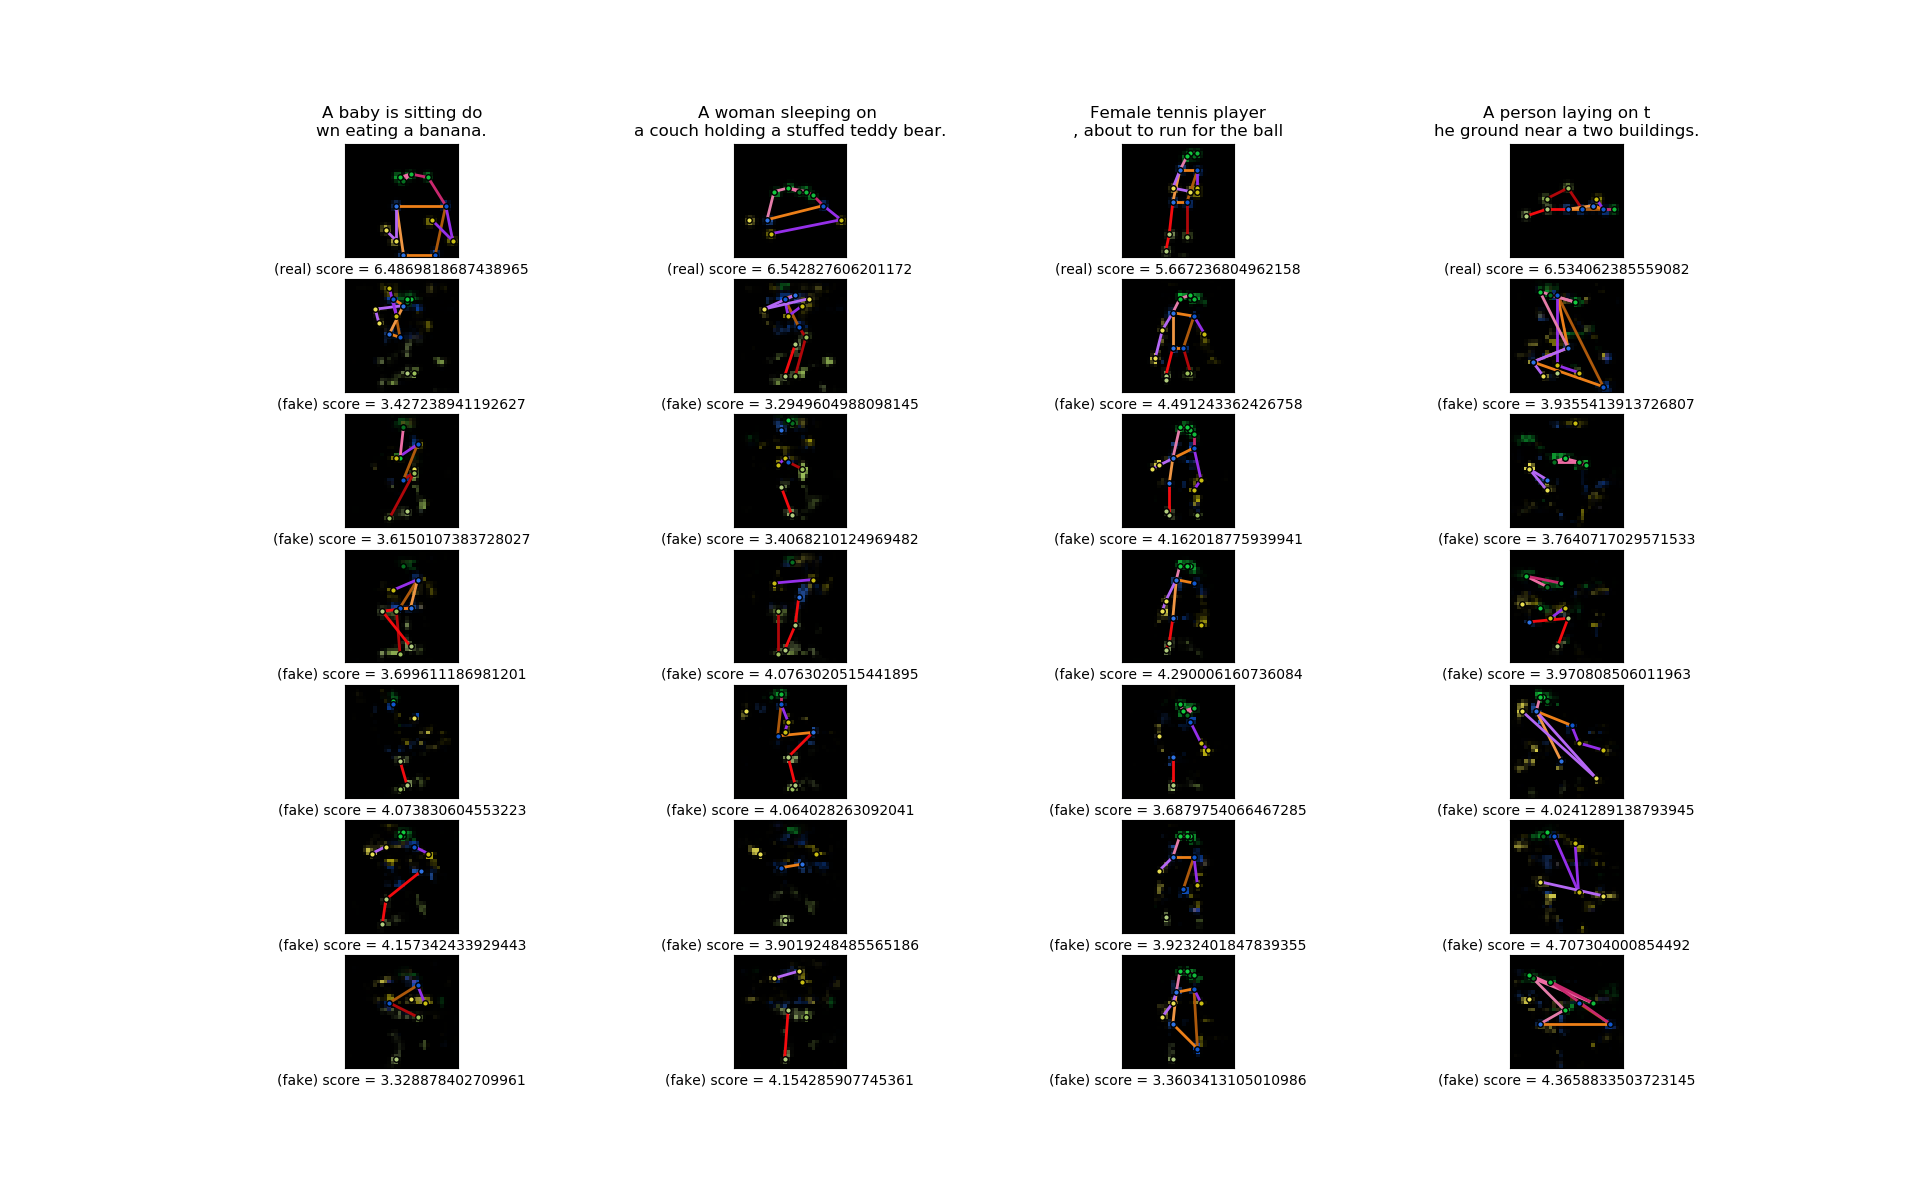 A baby is sitting do
wn eating a banana.
A woman sleeping on
a couch holding a stuffed teddy bear.
Female tennis player
, about to run for the ball
A person laying on t
he ground near a two buildings.
(real) score = 6.4869818687438965
(real) score = 6.542827606201172
(real) score = 5.667236804962158
(real) score = 6.534062385559082
(fake) score = 3.427238941192627
(fake) score = 3.2949604988098145
(fake) score = 4.491243362426758
(fake) score = 3.9355413913726807
(fake) score = 3.6150107383728027
(fake) score = 3.4068210124969482
(fake) score = 4.162018775939941
(fake) score = 3.7640717029571533
(fake) score = 3.699611186981201
(fake) score = 4.0763020515441895
(fake) score = 4.290006160736084
(fake) score = 3.970808506011963
(fake) score = 4.073830604553223
(fake) score = 4.064028263092041
(fake) score = 3.6879754066467285
(fake) score = 4.0241289138793945
(fake) score = 4.157342433929443
(fake) score = 3.9019248485565186
(fake) score = 3.9232401847839355
(fake) score = 4.707304000854492
(fake) score = 3.328878402709961
(fake) score = 4.154285907745361
(fake) score = 3.3603413105010986
(fake) score = 4.3658833503723145